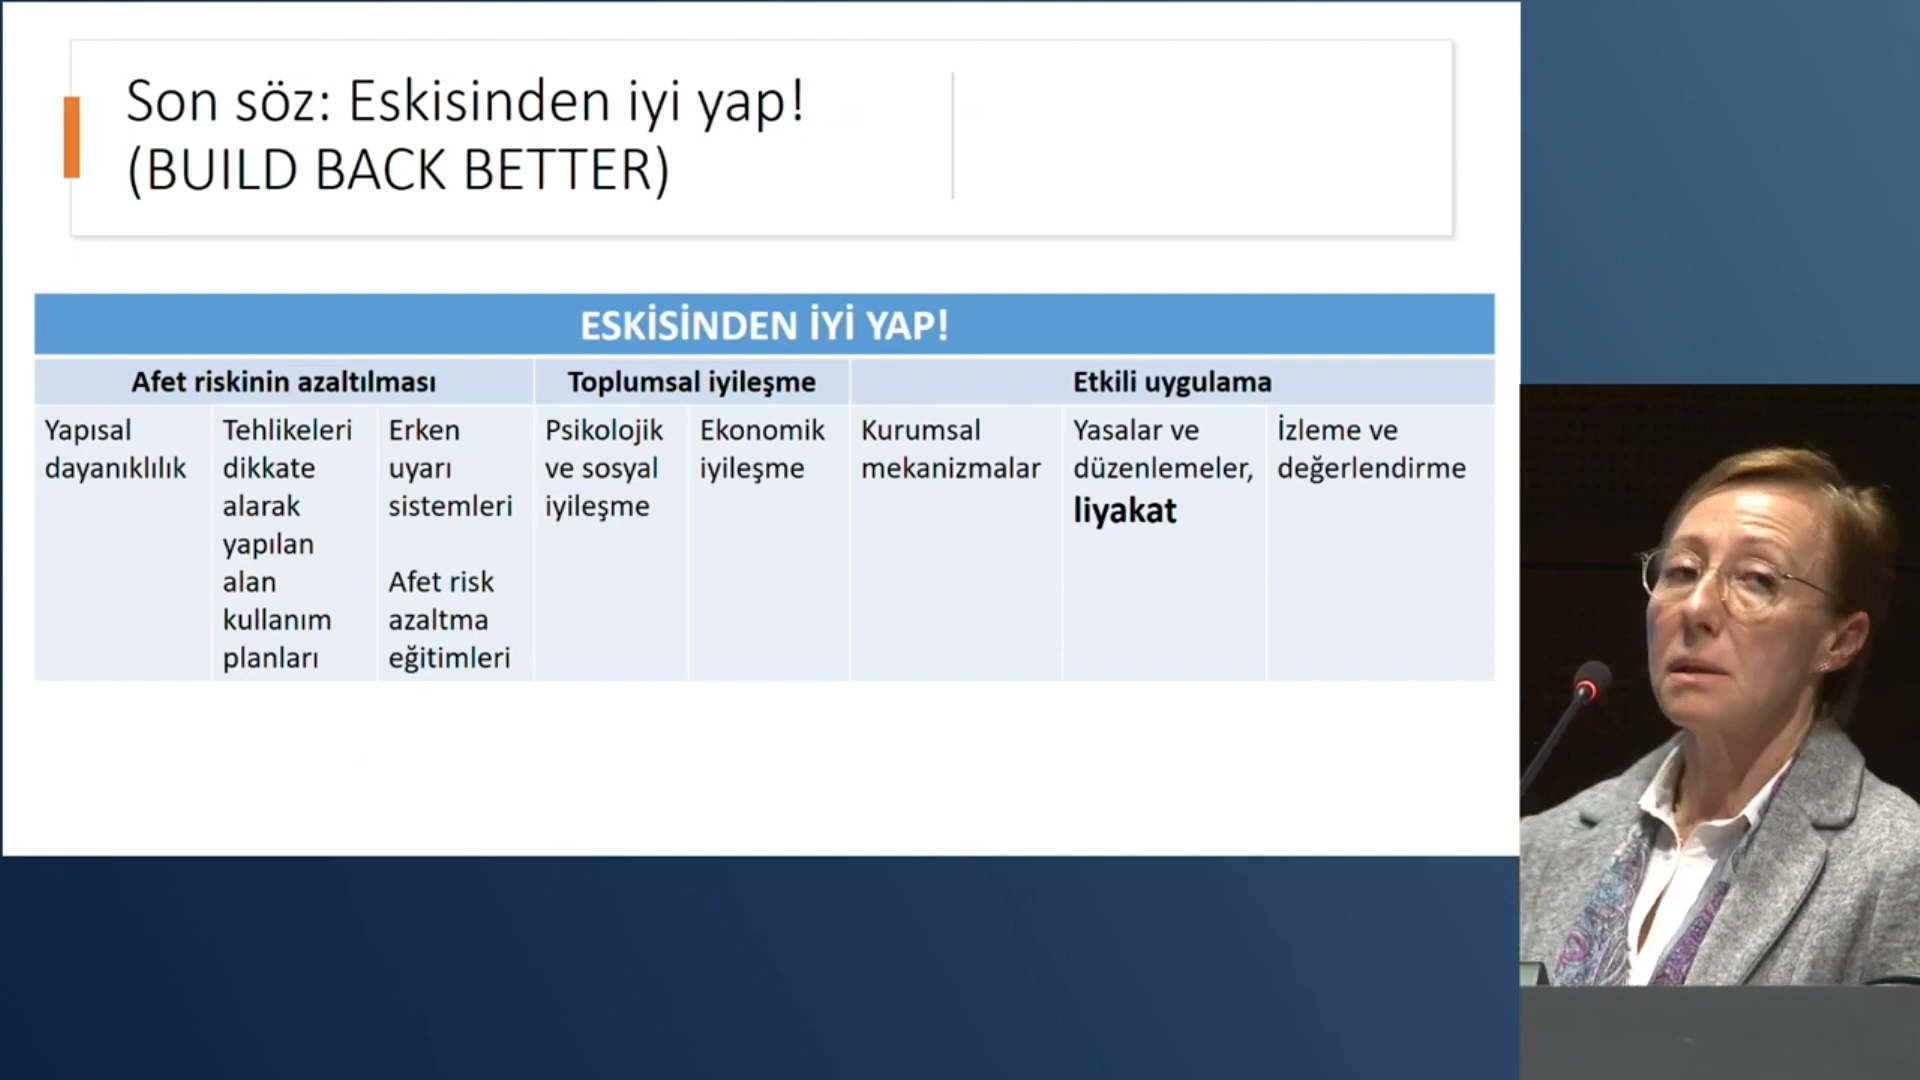 Son söz: Eskisinden iyi yap!
(BUILD BACK BETTER)
ESKİSİNDEN İYİ YAP!
Afet riskinin azaltılması
Toplumsal iyileşme
Etkili uygulama
Yapısal
dayanıklılık
Tehlikeleri
dikkate
alarak
yapılan
alan
kullanım
planları
Erken
uyarı
sistemleri
Afet risk
azaltma
eğitimleri
Psikolojik
ve sosyal
iyileşme
Ekonomik
iyileşme
Kurumsal
mekanizmalar
Yasalar ve
düzenlemeler,
liyakat
İzleme ve
değerlendirme